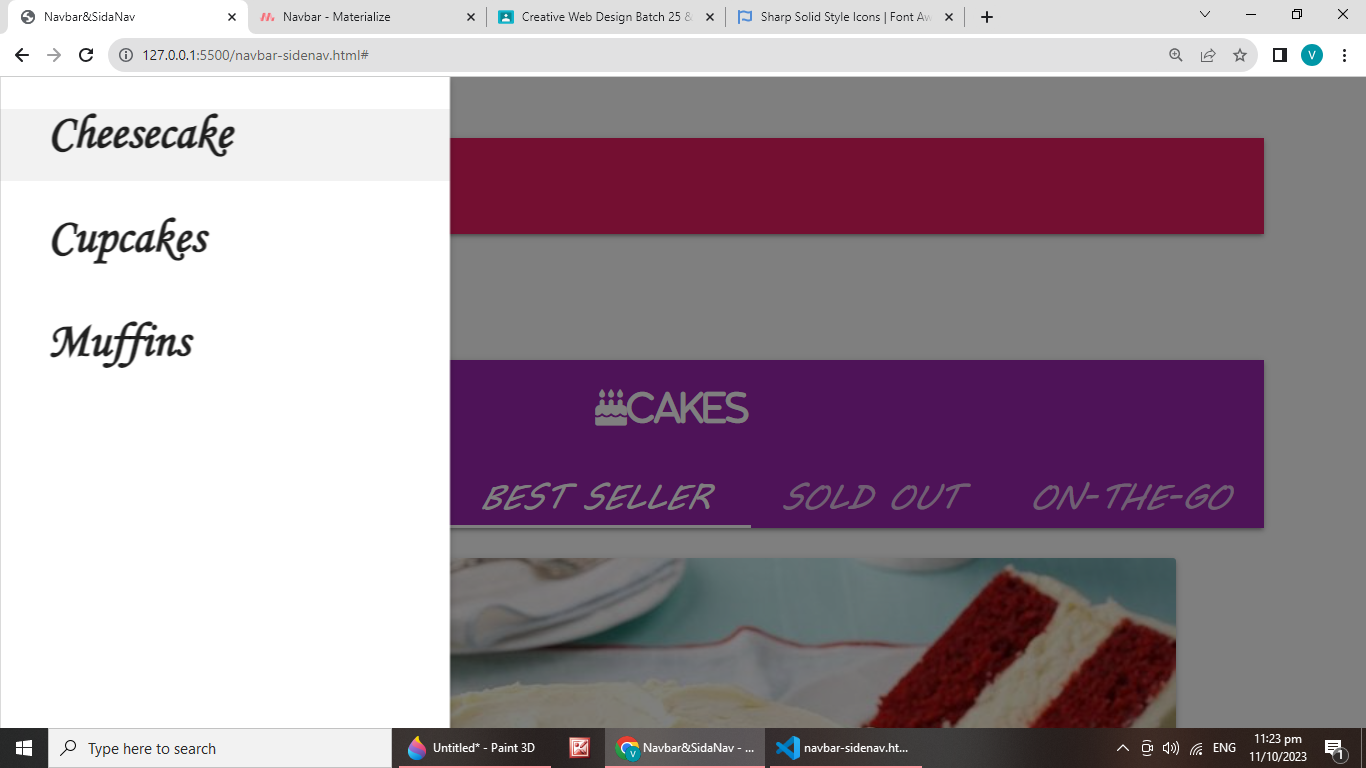 Navbar&SidaNav
Navbar - Materialize
Creative Web Design Batch 25 &
Sharp Solid Style Icons | Font Aw
127.0.0.1:5500/navbar-sidenav.html#
V
Cheesecake
Cupcakes
Muffins
CAKES
BEST SELLER
SOLD OUT
ON-THE-GO
Type here to search
Untitled* - Paint 3D
Navbar&SidaNav - ...
navbar-sidenav.ht...
ENG
11:23 pm
11/10/2023
1